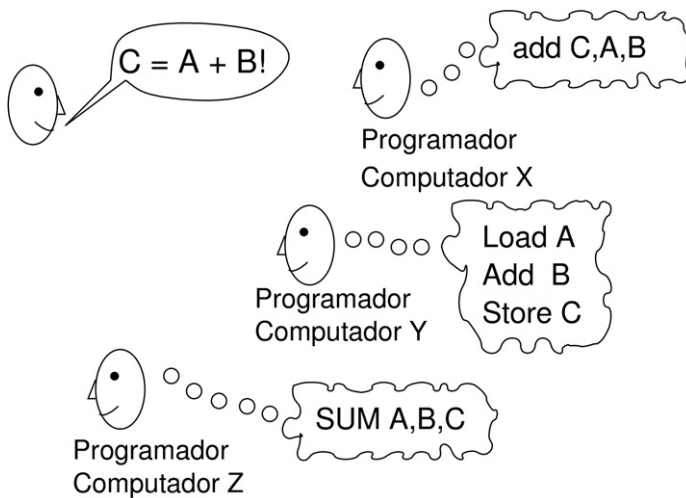 C = A + B!
add C,A,B
Programador
Computador X
Load A
Add B
Store C
Programador
Computador Y
SUM A,B,C
Programador
Computador Z